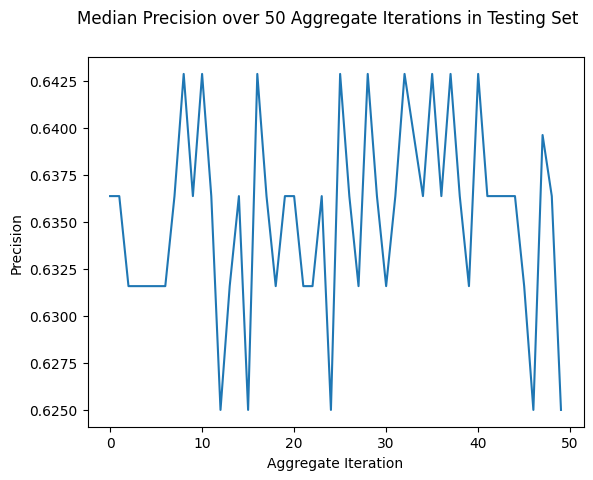 Median Precision over 50 Aggregate Iterations in Testing Set
0.6425
0.6400
0.6375
0.6350
0.6325
0.6300
0.6275
0.6250
Precision
0 10 20 30 40 50
Aggregate Iteration